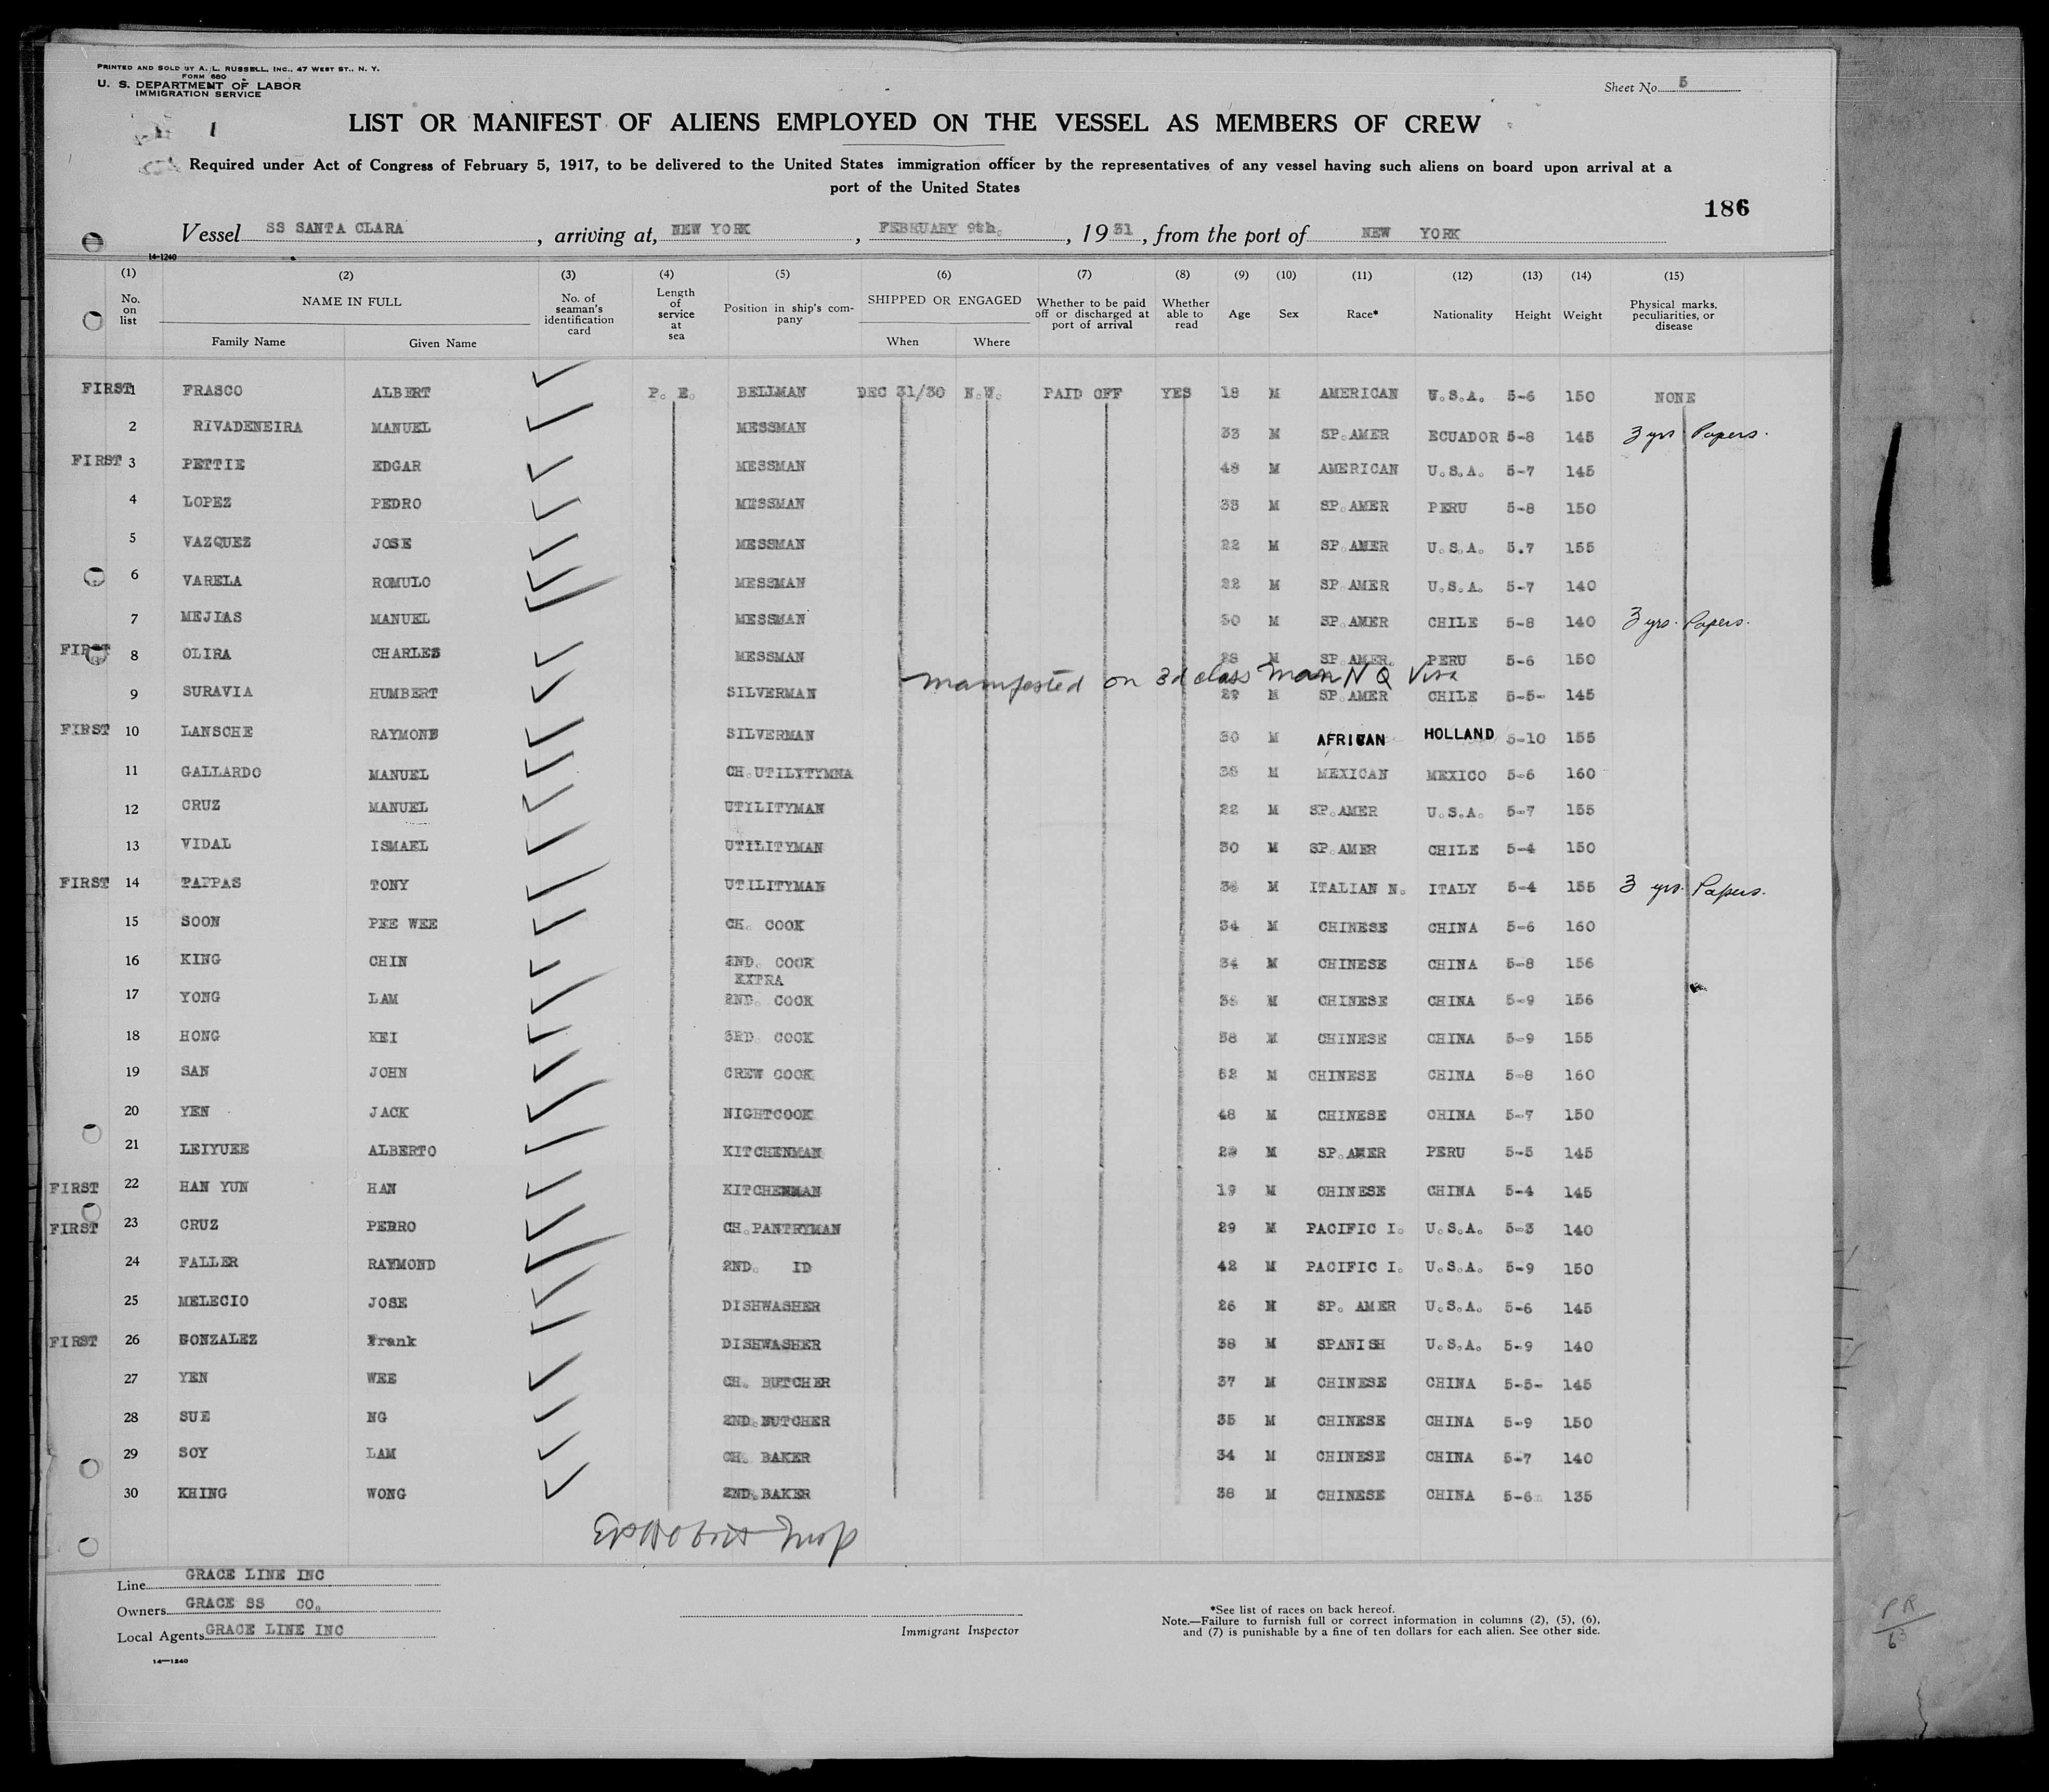 PRINTED AND SOLD BY A. L. RUSSELL, INC., 47 WEST ST., N. Y.
FORM 680
U. S. DEPARTMENT OF LABOR
IMMIGRATION SERVICE
Sheet No. 5
LIST OR MANIFEST OF ALIENS EMPLOYED ON THE VESSEL AS MEMBERS OF CREW
Required under Act of Congress of February 5, 1917, to be delivered to the United States immigration officer by the representatives of any vessel having such aliens on board upon arrival at a
port of the United States
186
Vessel SS SANTA CLARA, arriving at, NEW YORK, FEBRUARY 9th., 1931, from the port of NEW YORK
14-1240
(1) (2) (3) (4) (5) (6) (7) (8) (9) (10) (11) (12) (13) (14) (15)
No. on list NAME IN FULL No. of seaman's identification card Length of service at sea Position in ship's company SHIPPED OR ENGAGED Whether to be paid off or discharged at port of arrival Whether able to read Age Sex Race* Nationality Height Weight Physical marks, peculiarities, or disease
Family Name Given Name When Where
FIRST 1 FRASCO ALBERT P. E. BELLMAN DEC 31/30 N.W. PAID OFF YES 18 M AMERICAN U.S.A. 5-6 150 NONE
2 RIVADENEIRA MANUEL MESSMAN 33 M SP.AMER ECUADOR 5-8 145 3 yrs Papers.
FIRST 3 PETTIE EDGAR MESSMAN 48 M AMERICAN U.S.A. 5-7 145
4 LOPEZ PEDRO MESSMAN 33 M SP.AMER PERU 5-8 150
5 VAZQUEZ JOSE MESSMAN 22 M SP.AMER U.S.A. 5.7 155
6 VARELA ROMULO MESSMAN 22 M SP.AMER U.S.A. 5-7 140
7 MEJIAS MANUEL MESSMAN 30 M SP.AMER CHILE 5-8 140 3 yrs. Papers.
FIRST 8 OLIRA CHARLES MESSMAN 28 M SP.AMER. PERU 5-6 150
manifested on 3d class man N Q Visa
9 SURAVIA HUMBERT SILVERMAN 29 M SP.AMER CHILE 5-5- 145
FIRST 10 LANSCHE RAYMOND SILVERMAN 30 M AFRICAN HOLLAND 5-10 155
11 GALLARDO MANUEL CH.UTILITYMNA M MEXICAN MEXICO 5-6 160
12 CRUZ MANUEL UTILITYMAN 22 M SP.AMER U.S.A. 5-7 155
13 VIDAL ISMAEL UTILITYMAN 30 M SP.AMER CHILE 5-4 150
FIRST 14 PAPPAS TONY UTILITYMAN M ITALIAN N. ITALY 5-4 155 3 yrs. Papers.
15 SOON PEE WEE CH. COOK 34 M CHINESE CHINA 5-6 160
16 KING CHIN 2ND. COOK 34 M CHINESE CHINA 5-8 156
EXTRA
17 YONG LAM 2ND. COOK M CHINESE CHINA 5-9 156
18 HONG KEI 3RD. COOK 38 M CHINESE CHINA 5-9 155
19 SAN JOHN CREW COOK 52 M CHINESE CHINA 5-8 160
20 YEN JACK NIGHTCOOK 48 M CHINESE CHINA 5-7 150
21 LEIYUEE ALBERTO KITCHENMAN M SP.AMER PERU 5-5 145
FIRST 22 HAN YUN HAN KITCHENMAN 19 M CHINESE CHINA 5-4 145
FIRST 23 CRUZ PEDRO CH.PANTRYMAN 29 M PACIFIC I. U.S.A. 5-3 140
24 FALLER RAYMOND 2ND. ID 42 M PACIFIC I. U.S.A. 5-9 150
25 MELECIO JOSE DISHWASHER 26 M SP. AMER U.S.A. 5-6 145
FIRST 26 GONZALEZ Frank DISHWASHER 38 M SPANISH U.S.A. 5-9 140
27 YEN WEE CH. BUTCHER 37 M CHINESE CHINA 5-5- 145
28 SUE NG 2ND.BUTCHER 35 M CHINESE CHINA 5-9 150
29 SOY LAM CH. BAKER 34 M CHINESE CHINA 5-7 140
30 KHING WONG 2ND.BAKER 38 M CHINESE CHINA 5-6 135
Line GRACE LINE INC
Owners GRACE SS CO.
Local Agents GRACE LINE INC
Immigrant Inspector
*See list of races on back hereof.
Note.—Failure to furnish full or correct information in columns (2), (5), (6),
and (7) is punishable by a fine of ten dollars for each alien. See other side.
14—1240
PR
63